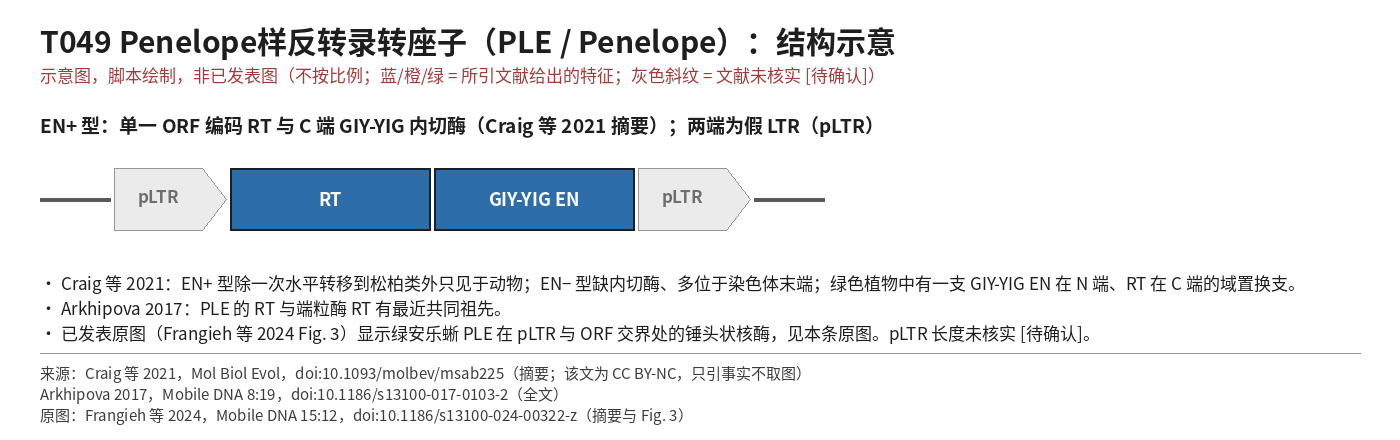 T049 Penelope样反转录转座子（PLE / Penelope）：结构示意
示意图，脚本绘制，非已发表图（不按比例；蓝/橙/绿 = 所引文献给出的特征；灰色斜纹 = 文献未核实 [待确认]）
EN+ 型：单一 ORF 编码 RT 与 C 端 GIY-YIG 内切酶（Craig 等 2021 摘要）；两端为假 LTR（pLTR）
pLTR
RT
GIY-YIG EN
pLTR
• Craig 等 2021：EN+ 型除一次水平转移到松柏类外只见于动物；EN− 型缺内切酶、多位于染色体末端；绿色植物中有一支 GIY-YIG EN 在 N 端、RT 在 C 端的域置换支。
• Arkhipova 2017：PLE 的 RT 与端粒酶 RT 有最近共同祖先。
• 已发表原图（Frangieh 等 2024 Fig. 3）显示绿安乐蜥 PLE 在 pLTR 与 ORF 交界处的锤头状核酶，见本条原图。pLTR 长度未核实 [待确认]。
来源：Craig 等 2021，Mol Biol Evol，doi:10.1093/molbev/msab225（摘要；该文为 CC BY-NC，只引事实不取图）
Arkhipova 2017，Mobile DNA 8:19，doi:10.1186/s13100-017-0103-2（全文）
原图：Frangieh 等 2024，Mobile DNA 15:12，doi:10.1186/s13100-024-00322-z（摘要与 Fig. 3）